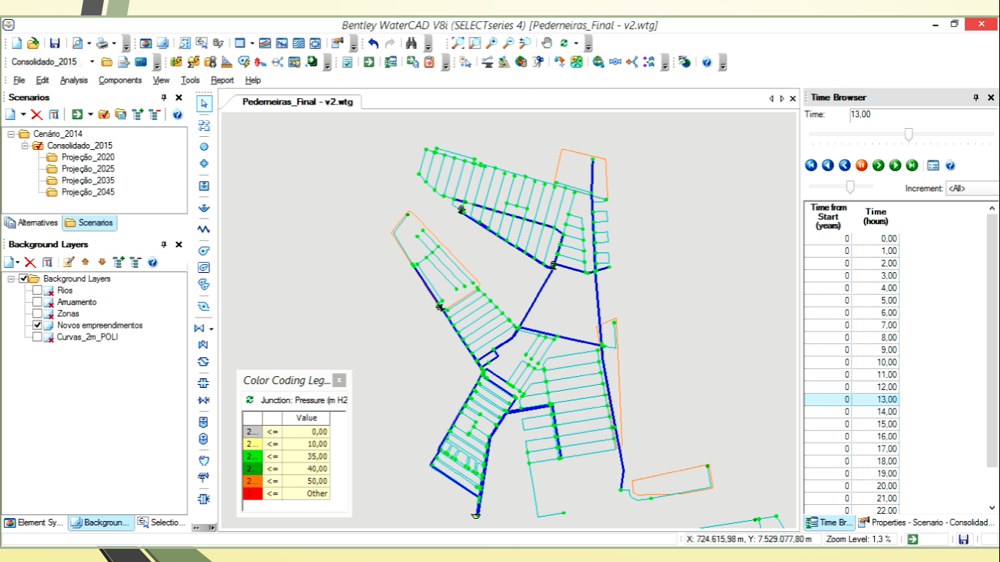 Bentley WaterCAD V8i (SELECTseries 4) [Pederneiras_Final - v2.wtg]
Consolidado_2015
File Edit Analysis Components View Tools Report Help
Scenarios
Cenário_2014
Consolidado_2015
Projeção_2020
Projeção_2025
Projeção_2035
Projeção_2045
Alternatives Scenarios
Background Layers
Background Layers
Rios
Arruamento
Zonas
Novos empreendimentos
Curvas_2m_POLI
Element Sy... Backgroun... Selectio...
Pederneiras_Final - v2.wtg
Color Coding Leg...
Junction: Pressure (m H2
Value
2... <= 0,00
2... <= 10,00
2... <= 35,00
2... <= 40,00
2... <= 50,00
2... <= Other
Time Browser
Time: 13,00
Increment: <All>
Time from Start (years) Time (hours)
0 0,00
0 1,00
0 2,00
0 3,00
0 4,00
0 5,00
0 6,00
0 7,00
0 8,00
0 9,00
0 10,00
0 11,00
0 12,00
0 13,00
0 14,00
0 15,00
0 16,00
0 17,00
0 18,00
0 19,00
0 20,00
0 21,00
0 22,00
Time Br... Properties - Scenario - Consolidad...
X: 724.615,98 m, Y: 7.529.077,80 m Zoom Level: 1,3 %